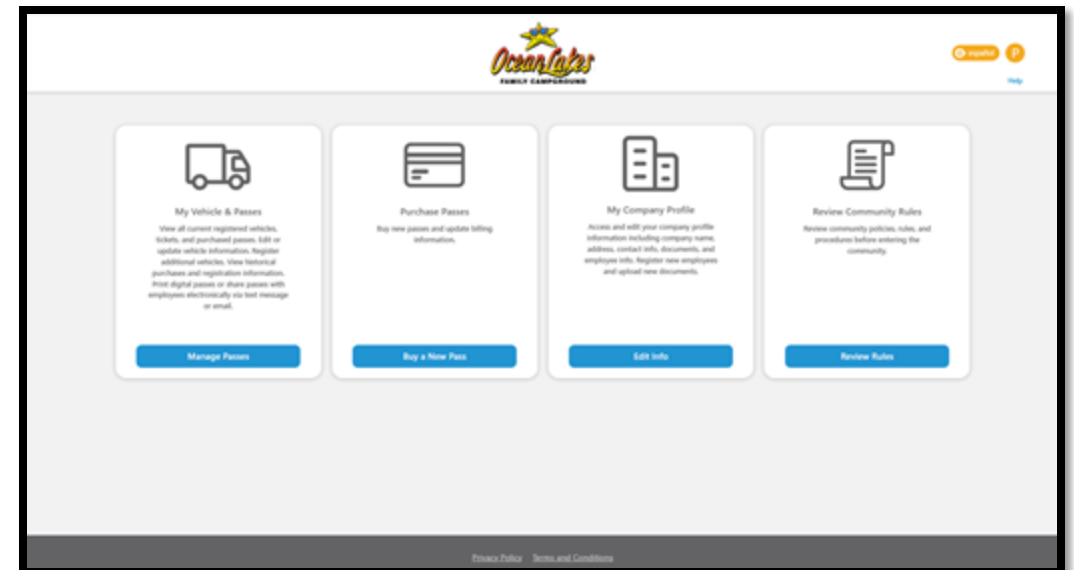 Ocean Lakes
FAMILY CAMPGROUND
español
P
Help
My Vehicle & Passes
View all current registered vehicles,
tickets, and purchased passes. Edit or
update vehicle information. Register
additional vehicles. View historical
purchases and registration information.
Print digital passes or share passes with
employees electronically via text message
or email.
Manage Passes
Purchase Passes
Buy new passes and update billing
information.
Buy a New Pass
My Company Profile
Access and edit your company profile
information including company name,
address, contact info, documents, and
employee info. Register new employees
and upload new documents.
Edit Info
Review Community Rules
Review community policies, rules, and
procedures before entering the
community.
Review Rules
Privacy Policy Terms and Conditions